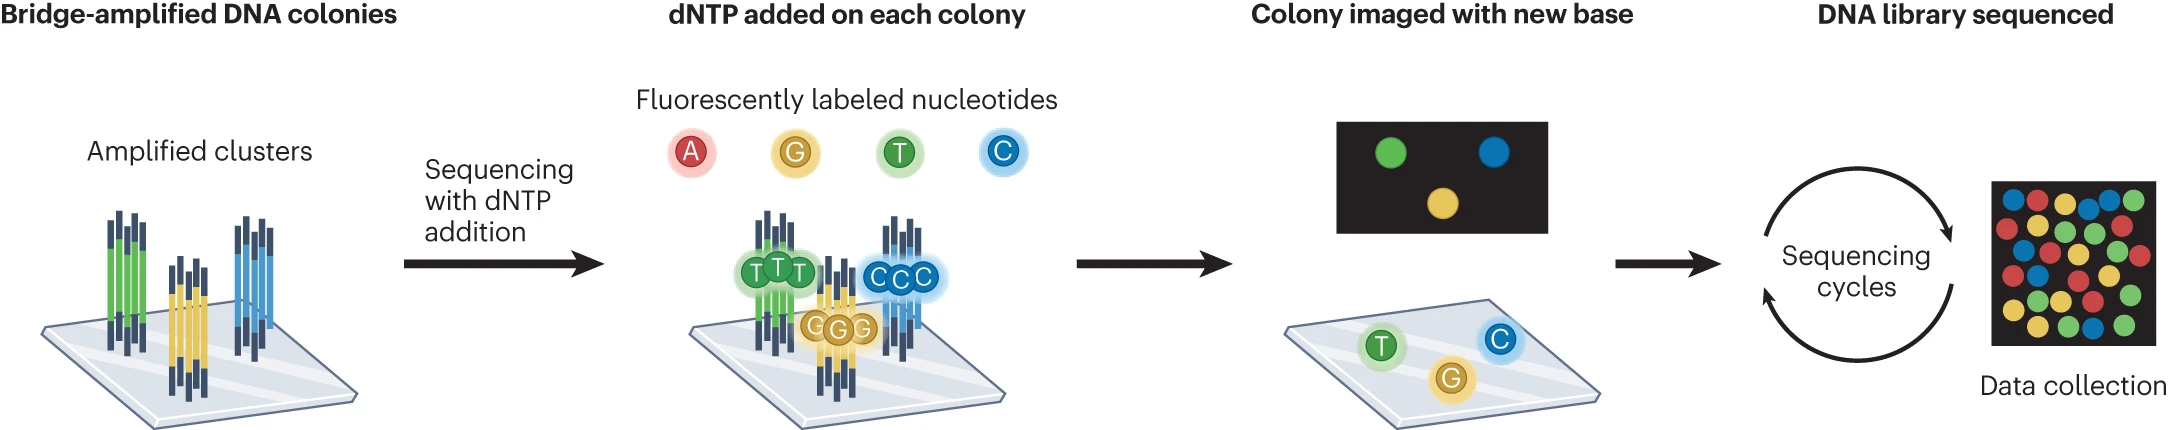 Bridge-amplified DNA colonies
Amplified clusters
Sequencing
with dNTP
addition
dNTP added on each colony
Fluorescently labeled nucleotides
A G T C
T T T
C C C
G G G
Colony imaged with new base
T
C
G
DNA library sequenced
Sequencing
cycles
Data collection